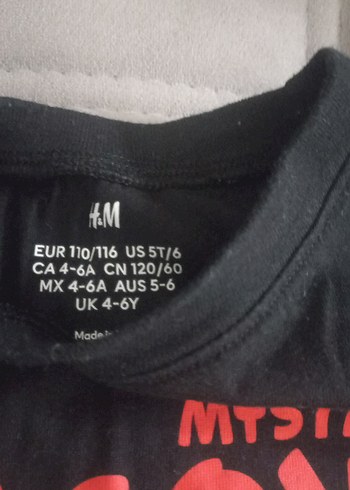 H&M
EUR 110/116 US 5T/6
CA 4-6A CN 120/60
MX 4-6A AUS 5-6
UK 4-6Y
Made